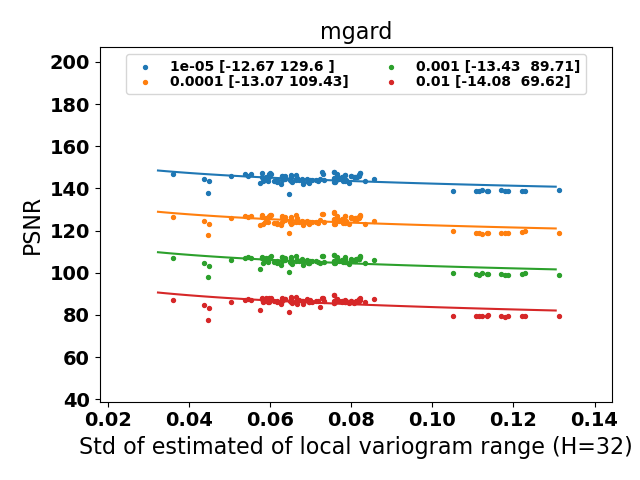 mgard
1e-05 [-12.67 129.6 ]
0.0001 [-13.07 109.43]
0.001 [-13.43  89.71]
0.01 [-14.08  69.62]
PSNR
200
180
160
140
120
100
80
60
40
0.02 0.04 0.06 0.08 0.10 0.12 0.14
Std of estimated of local variogram range (H=32)